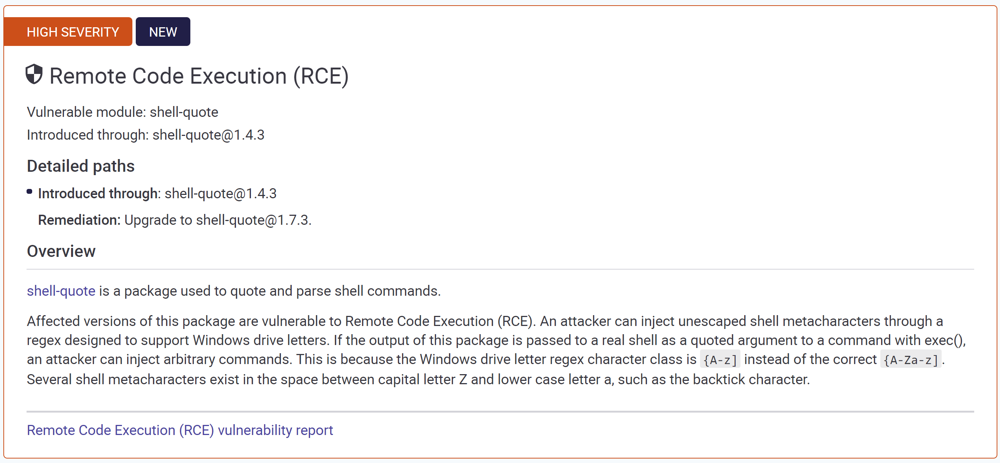 HIGH SEVERITY NEW
Remote Code Execution (RCE)
Vulnerable module: shell-quote
Introduced through: shell-quote@1.4.3
Detailed paths
Introduced through: shell-quote@1.4.3
Remediation: Upgrade to shell-quote@1.7.3.
Overview
shell-quote is a package used to quote and parse shell commands.
Affected versions of this package are vulnerable to Remote Code Execution (RCE). An attacker can inject unescaped shell metacharacters through a
regex designed to support Windows drive letters. If the output of this package is passed to a real shell as a quoted argument to a command with exec(),
an attacker can inject arbitrary commands. This is because the Windows drive letter regex character class is {A-z] instead of the correct {A-Za-z].
Several shell metacharacters exist in the space between capital letter Z and lower case letter a, such as the backtick character.
Remote Code Execution (RCE) vulnerability report